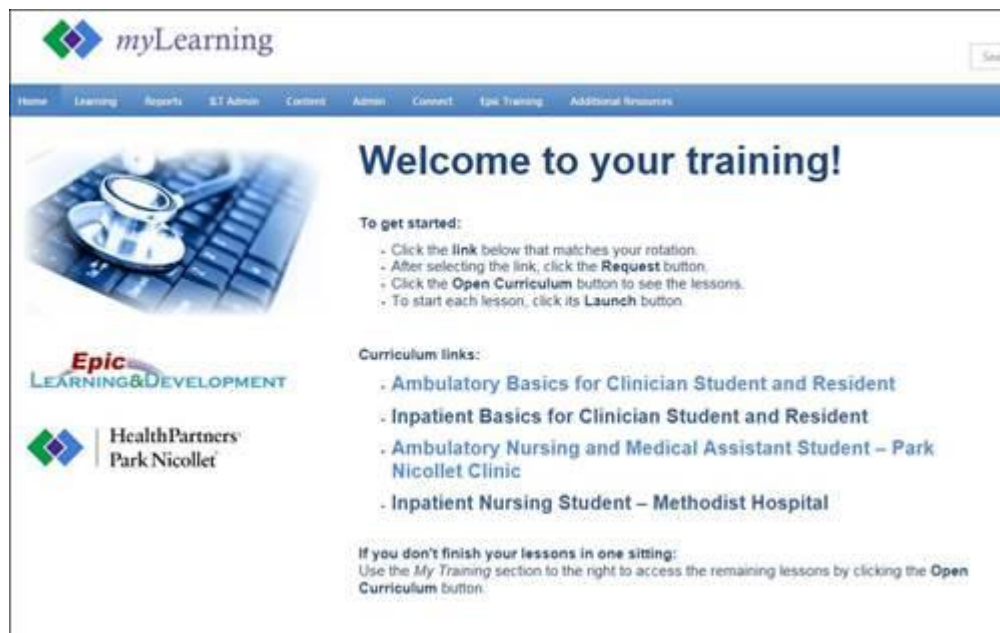 myLearning
Sea
Home Learning Reports ILT Admin Content Admin Connect Epic Training Additional Resources
Welcome to your training!
To get started:
- Click the link below that matches your rotation.
- After selecting the link, click the Request button.
- Click the Open Curriculum button to see the lessons.
- To start each lesson, click its Launch button
Epic
LEARNING&DEVELOPMENT
HealthPartners
Park Nicollet
Curriculum links:
- Ambulatory Basics for Clinician Student and Resident
- Inpatient Basics for Clinician Student and Resident
- Ambulatory Nursing and Medical Assistant Student – Park
Nicollet Clinic
- Inpatient Nursing Student – Methodist Hospital
If you don't finish your lessons in one sitting:
Use the My Training section to the right to access the remaining lessons by clicking the Open
Curriculum button.